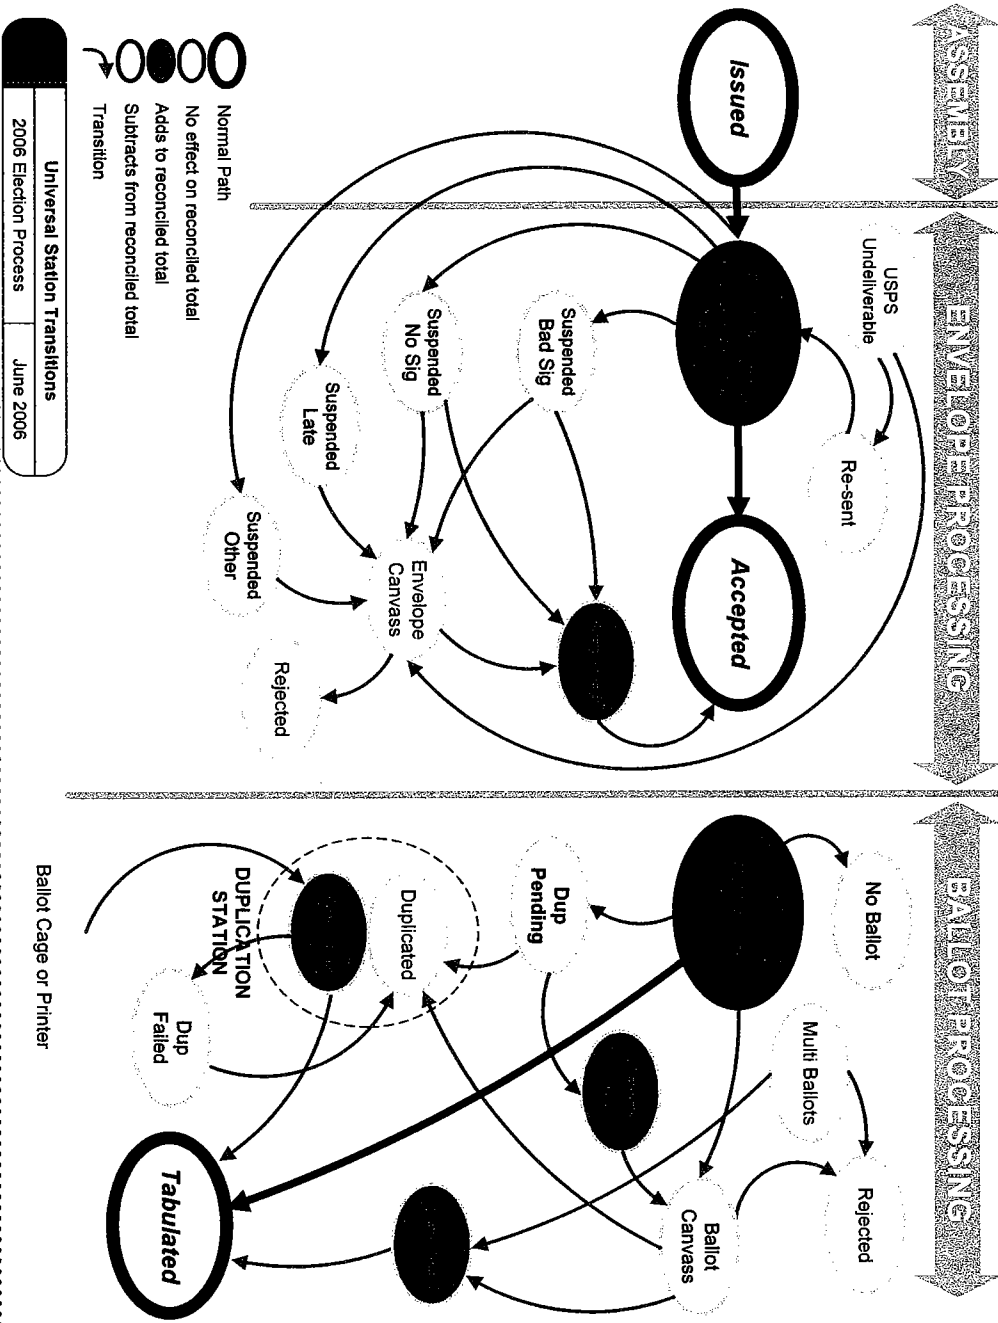 ASSEMBLY
ENVELOPE PROCESSING
BALLOT PROCESSING
Issued
USPS
Undeliverable
Re-sent
Accepted
Suspended
Bad Sig
Suspended
No Sig
Suspended
Late
Suspended
Other
Envelope
Canvass
Rejected
No Ballot
Multi Ballots
Rejected
Ballot
Canvass
Dup
Pending
Duplicated
DUPLICATION
STATION
Dup
Failed
Tabulated
Ballot Cage or Printer
Normal Path
No effect on reconciled total
Adds to reconciled total
Subtracts from reconciled total
Transition
Universal Station Transitions
2006 Election Process
June 2006